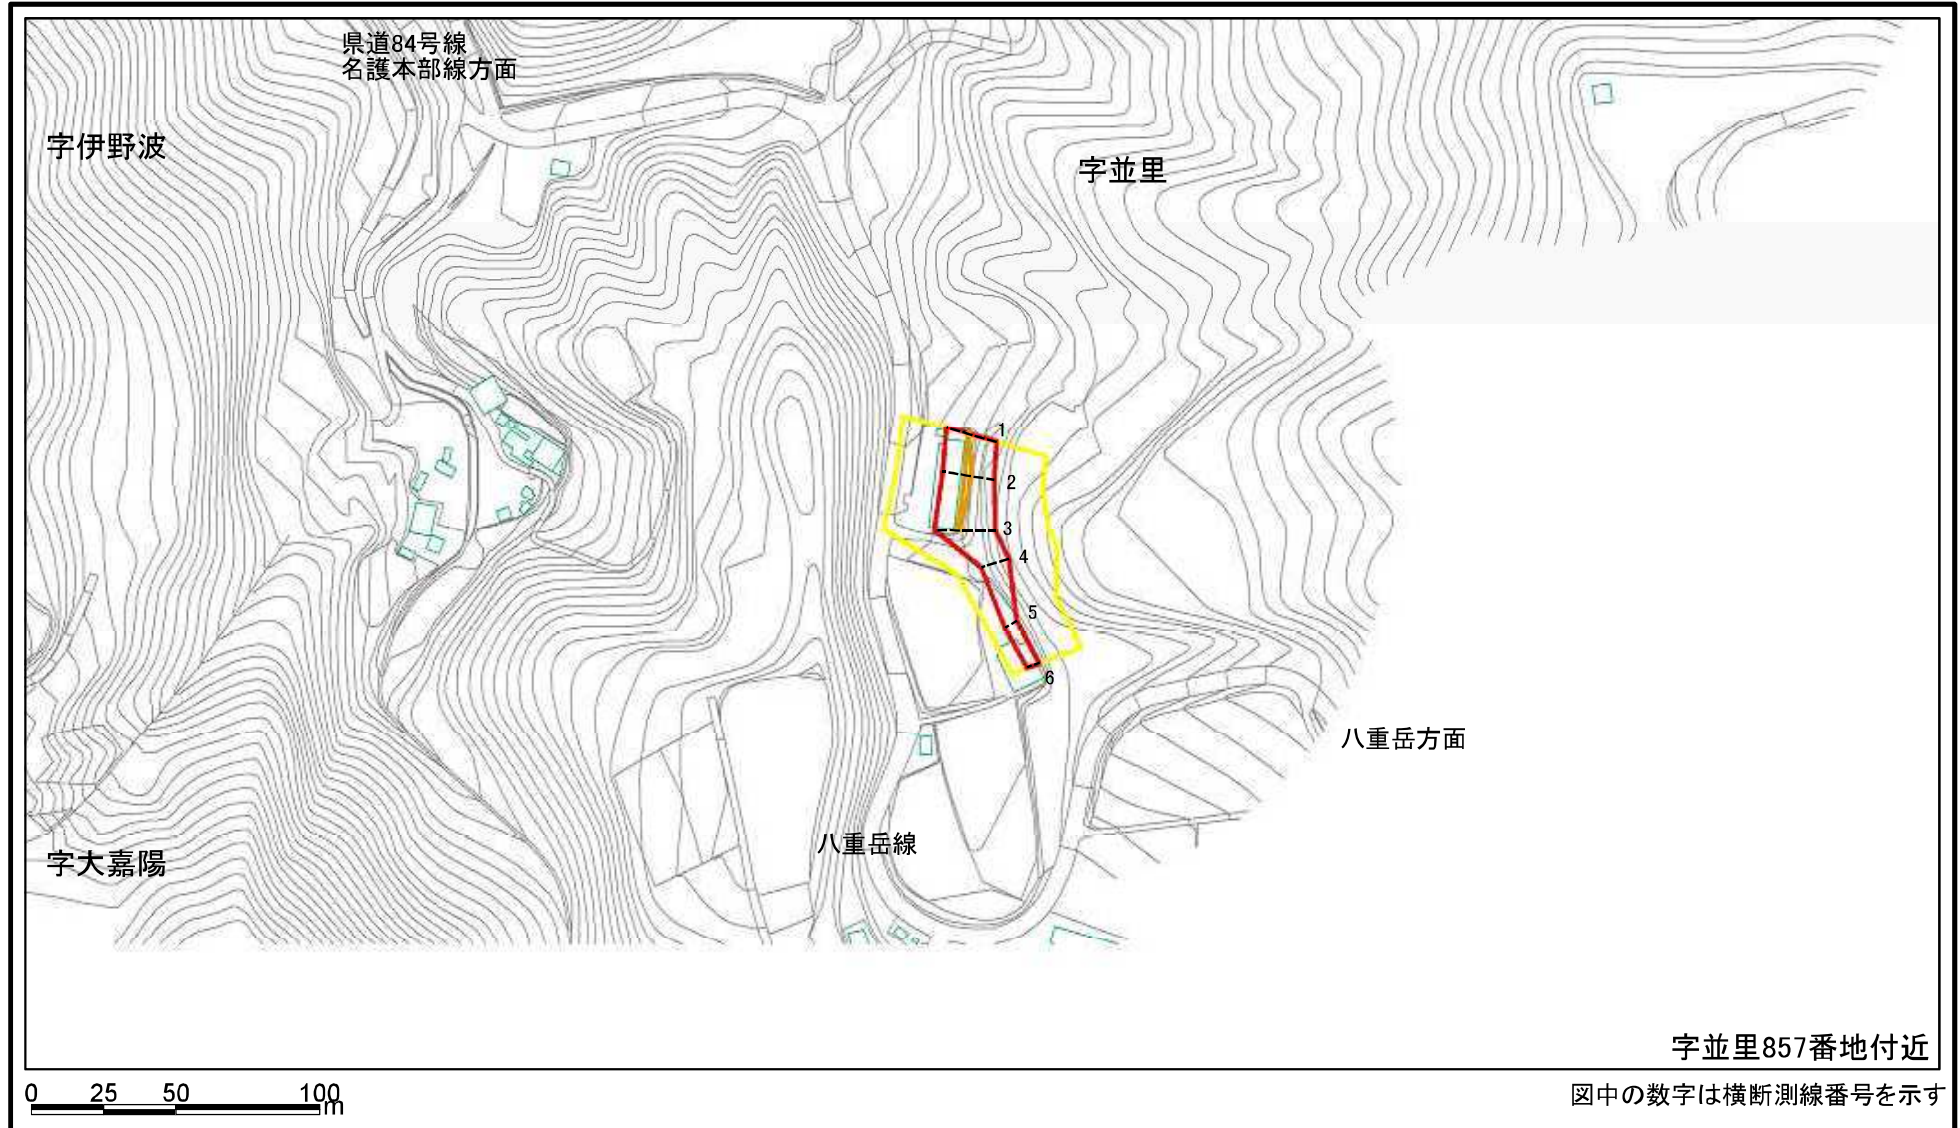 県道84号線
名護本部線方面
字伊野波
字並里
1
2
3
4
5
6
八重岳方面
八重岳線
字大嘉陽
字並里857番地付近
0 25 50 100m
図中の数字は横断測線番号を示す